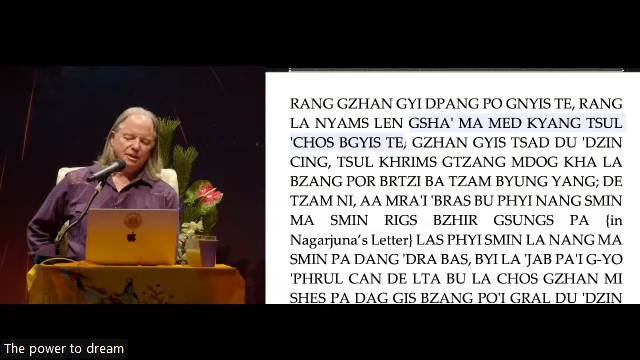 RANG GZHAN GYI DPANG PO GNYIS TE, RANG
LA NYAMS LEN GSHA' MA MED KYANG TSUL
'CHOS BGYIS TE, GZHAN GYIS TSAD DU 'DZIN
CING, TSUL KHRIMS GTZANG MDOG KHA LA
BZANG POR BRTZI BA TZAM BYUNG YANG; DE
TZAM NI, AA MRA'I 'BRAS BU PHYI NANG SMIN
MA SMIN RIGS BZHIR GSUNGS PA {in
Nagarjuna's Letter} LAS PHYI SMIN LA NANG MA
SMIN PA DANG 'DRA BAS, BYI LA 'JAB PA'I G-YO
'PHRUL CAN DE LTA BU LA CHOS GZHAN MI
SHES PA DAG GIS BZANG PO'I GRAL DU 'DZIN
The power to dream